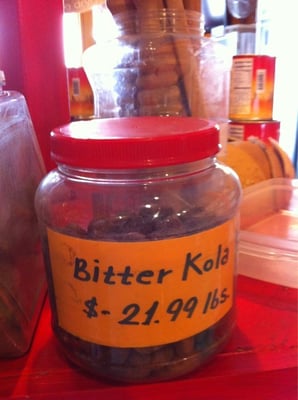 Bitter Kola
$- 21.99 lbs.